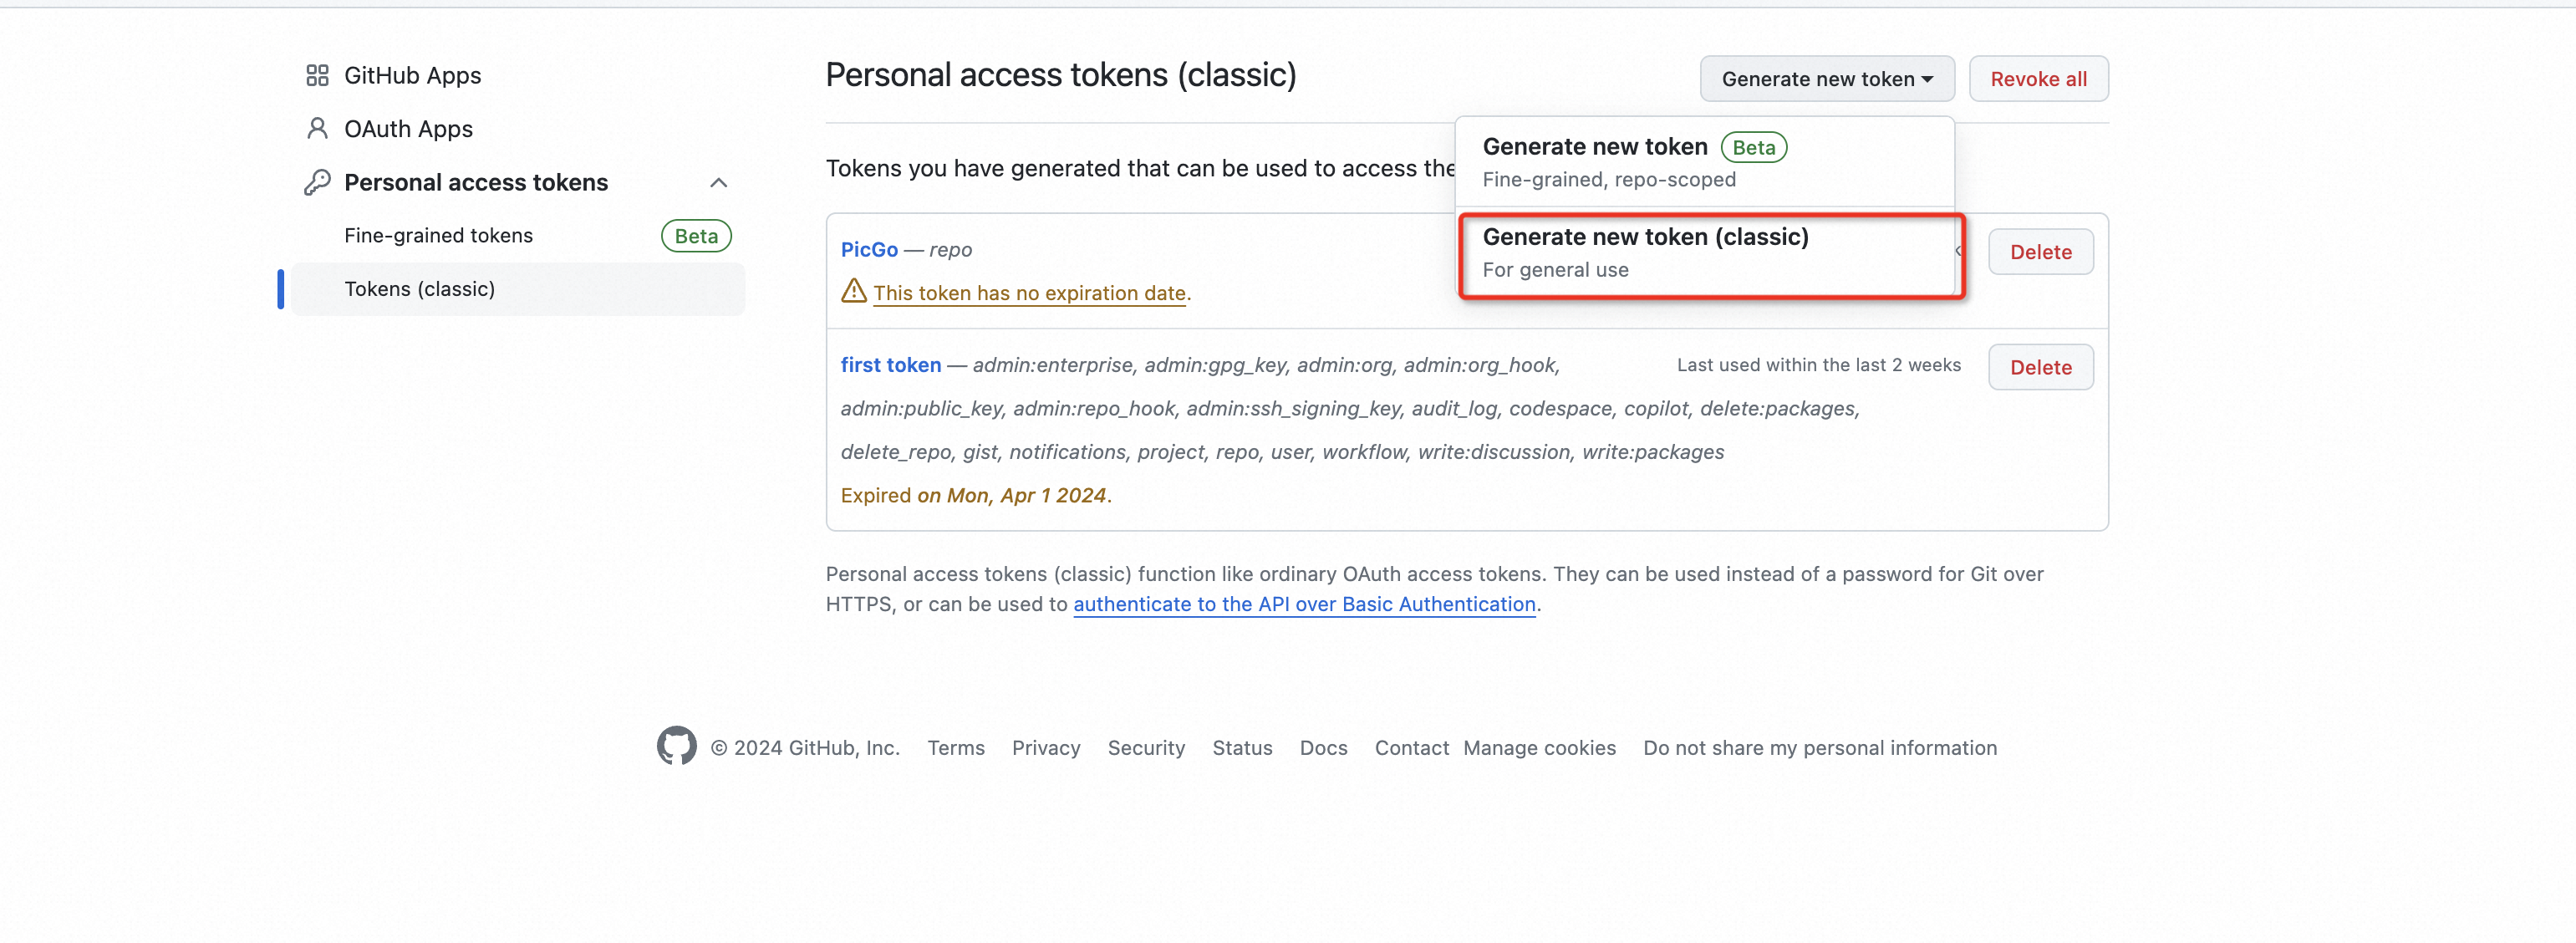 GitHub Apps
OAuth Apps
Personal access tokens
Fine-grained tokens Beta
Tokens (classic)
Personal access tokens (classic)
Generate new token
Revoke all
Generate new token Beta
Fine-grained, repo-scoped
Generate new token (classic)
For general use
Tokens you have generated that can be used to access the
PicGo — repo
Delete
This token has no expiration date.
first token — admin:enterprise, admin:gpg_key, admin:org, admin:org_hook,
Last used within the last 2 weeks
Delete
admin:public_key, admin:repo_hook, admin:ssh_signing_key, audit_log, codespace, copilot, delete:packages,
delete_repo, gist, notifications, project, repo, user, workflow, write:discussion, write:packages
Expired on Mon, Apr 1 2024.
Personal access tokens (classic) function like ordinary OAuth access tokens. They can be used instead of a password for Git over
HTTPS, or can be used to authenticate to the API over Basic Authentication.
© 2024 GitHub, Inc. Terms Privacy Security Status Docs Contact Manage cookies Do not share my personal information